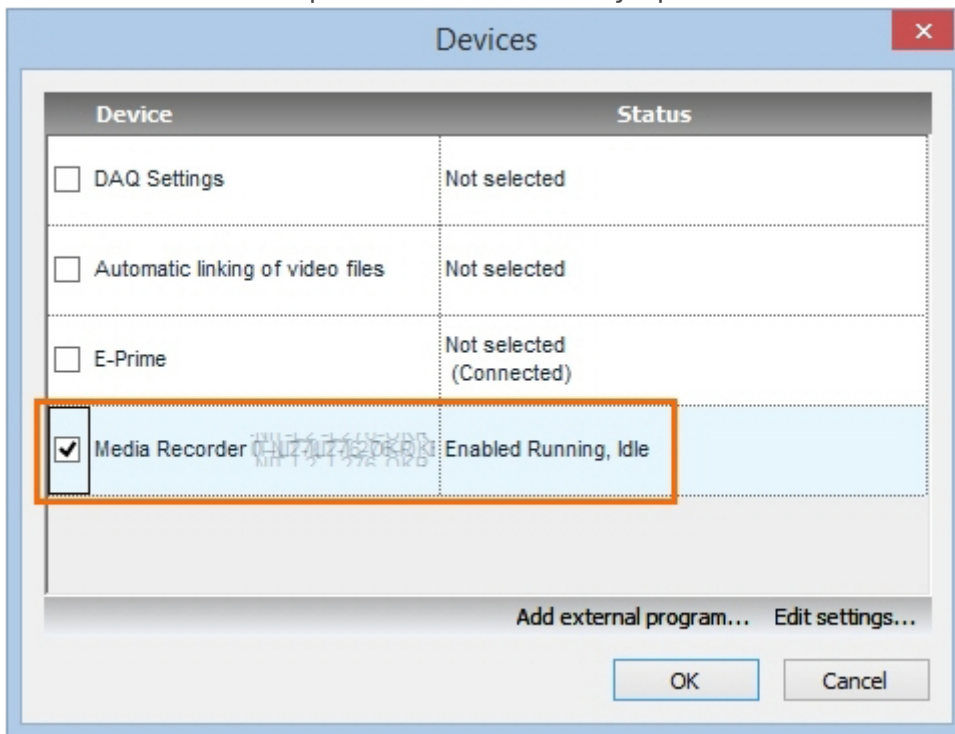 Devices
Device Status
DAQ Settings Not selected
Automatic linking of video files Not selected
E-Prime Not selected
(Connected)
Media Recorder Enabled Running, Idle
Add external program... Edit settings...
OK Cancel